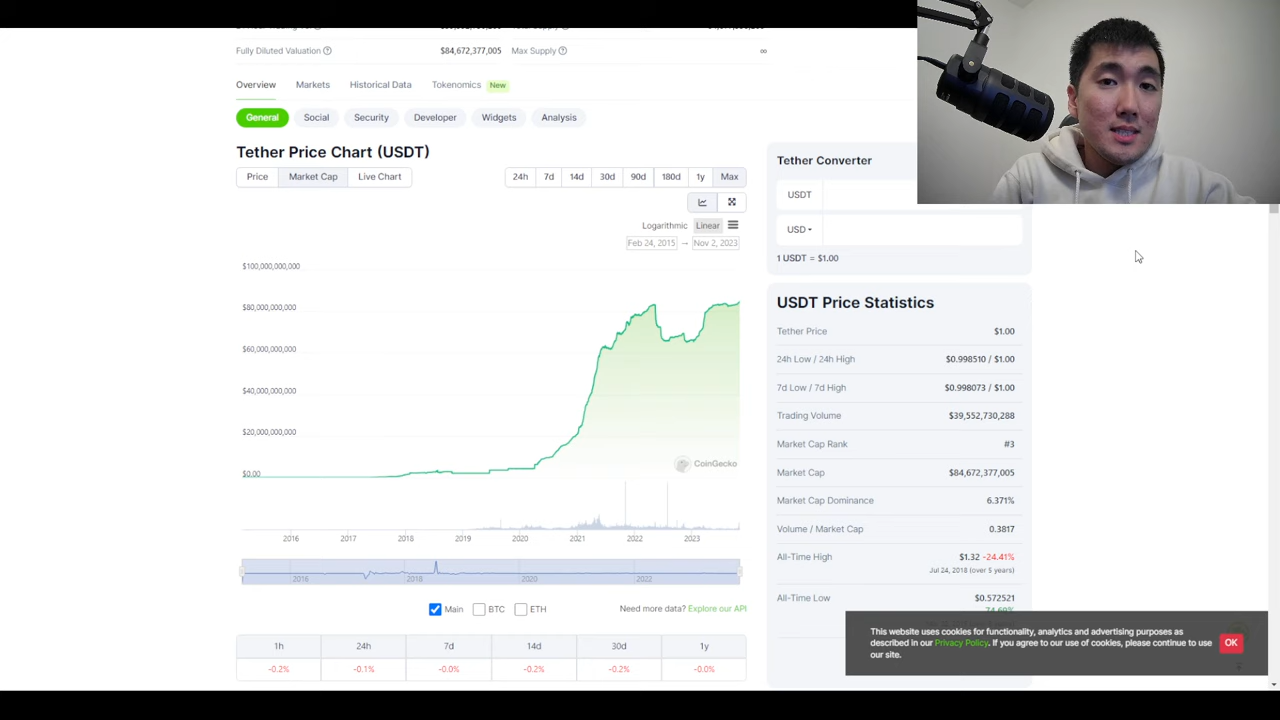 Fully Diluted Valuation $84,672,377,005 Max Supply ∞
Overview Markets Historical Data Tokenomics New
General Social Security Developer Widgets Analysis
Tether Price Chart (USDT)
Price Market Cap Live Chart 24h 7d 14d 30d 90d 180d 1y Max
Logarithmic Linear
Feb 24, 2015 → Nov 2, 2023
$100,000,000,000
$80,000,000,000
$60,000,000,000
$40,000,000,000
$20,000,000,000
$0.00
CoinGecko
2016 2017 2018 2019 2020 2021 2022 2023
2016 2018 2020 2022
Main BTC ETH Need more data? Explore our API
1h 24h 7d 14d 30d 1y
-0.2% -0.1% -0.0% -0.2% -0.2% -0.0%
Tether Converter
USDT
USD
1 USDT = $1.00
USDT Price Statistics
Tether Price $1.00
24h Low / 24h High $0.998510 / $1.00
7d Low / 7d High $0.998073 / $1.00
Trading Volume $39,552,730,288
Market Cap Rank #3
Market Cap $84,672,377,005
Market Cap Dominance 6.371%
Volume / Market Cap 0.3817
All-Time High $1.32 -24.41%
Jul 24, 2018 (over 5 years)
All-Time Low $0.572521
This website uses cookies for functionality, analytics and advertising purposes as
described in our Privacy Policy. If you agree to our use of cookies, please continue to use
our site.
OK